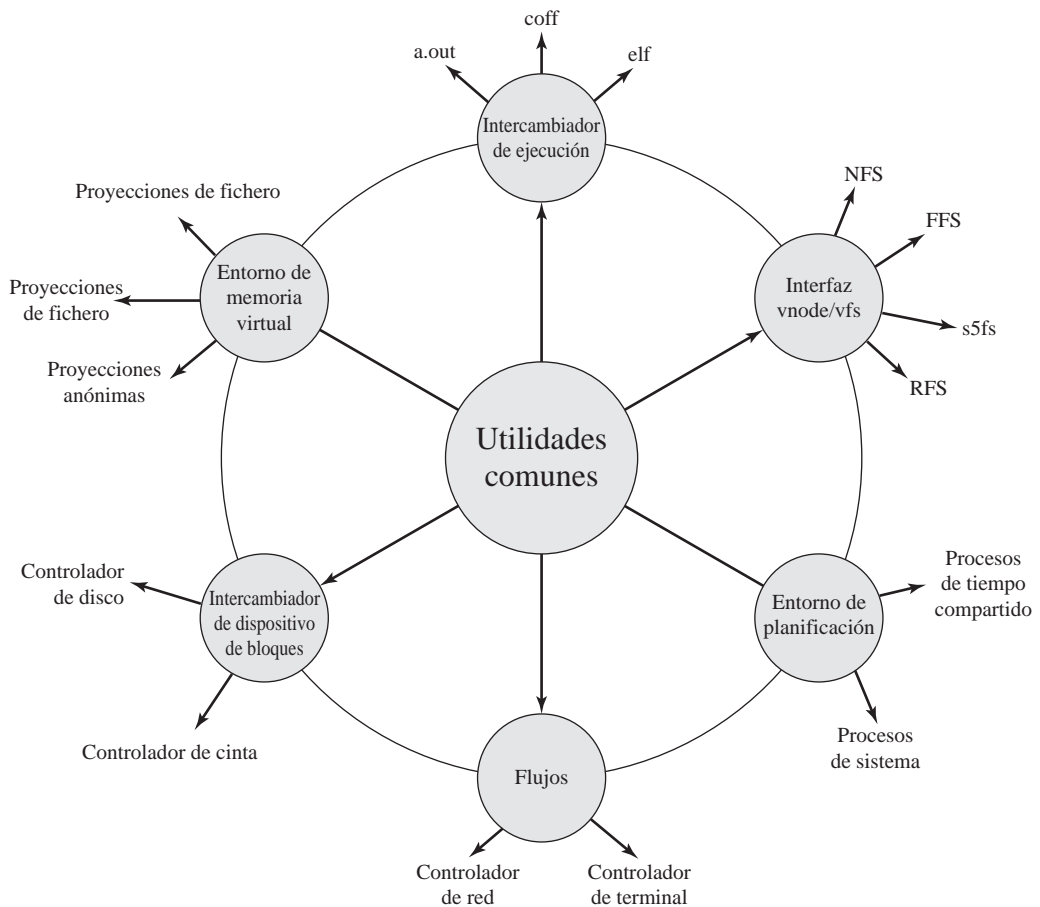 coff
a.out
elf
Intercambiador
de ejecución
NFS
FFS
s5fs
RFS
Interfaz
vnode/vfs
Proyecciones de fichero
Proyecciones
de fichero
Proyecciones
anónimas
Entorno de
memoria
virtual
Utilidades
comunes
Controlador
de disco
Intercambiador
de dispositivo
de bloques
Controlador de cinta
Entorno de
planificación
Procesos
de tiempo
compartido
Procesos
de sistema
Flujos
Controlador
de red
Controlador
de terminal